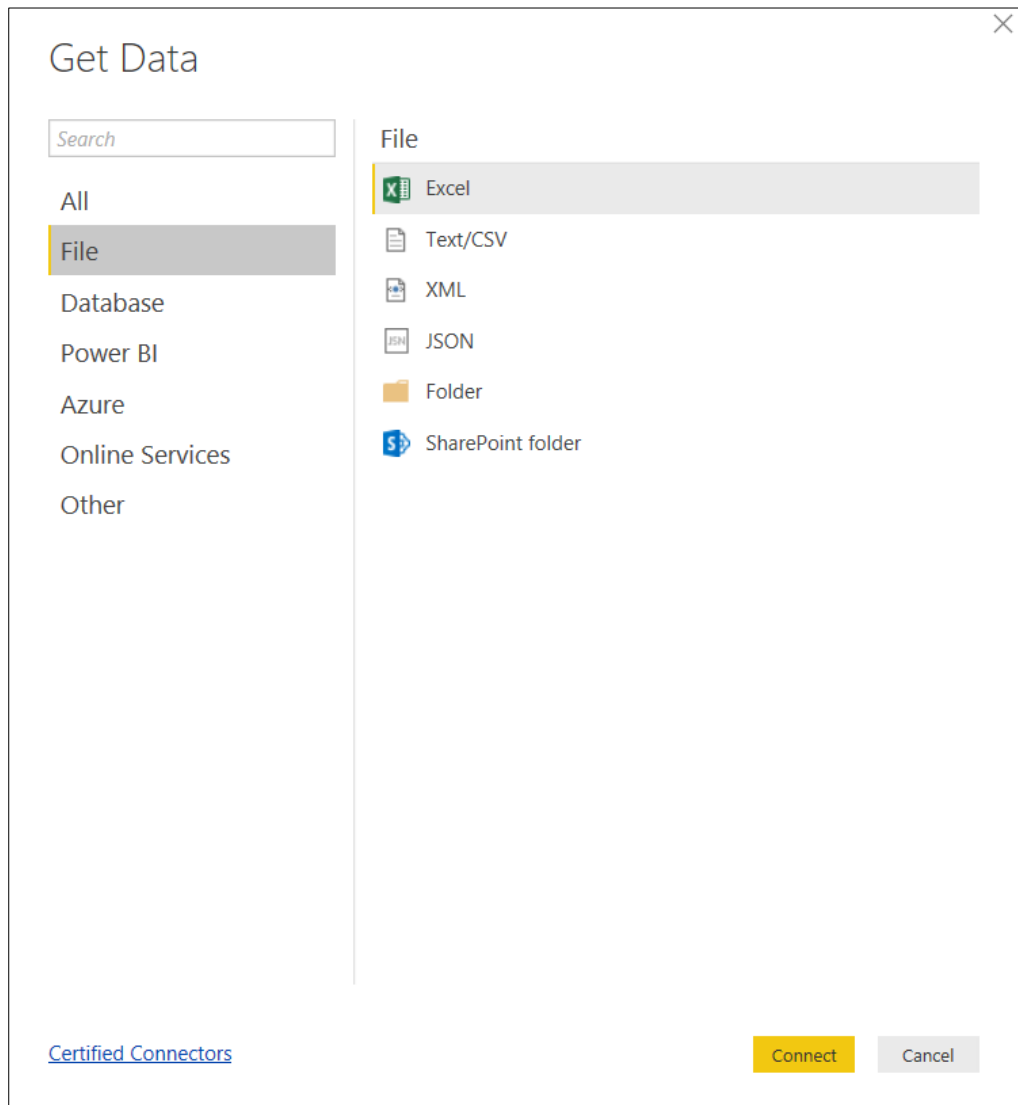 Get Data
Search
All
File
Database
Power BI
Azure
Online Services
Other
File
Excel
Text/CSV
XML
JSN
JSON
Folder
SharePoint folder
Certified Connectors
Connect
Cancel